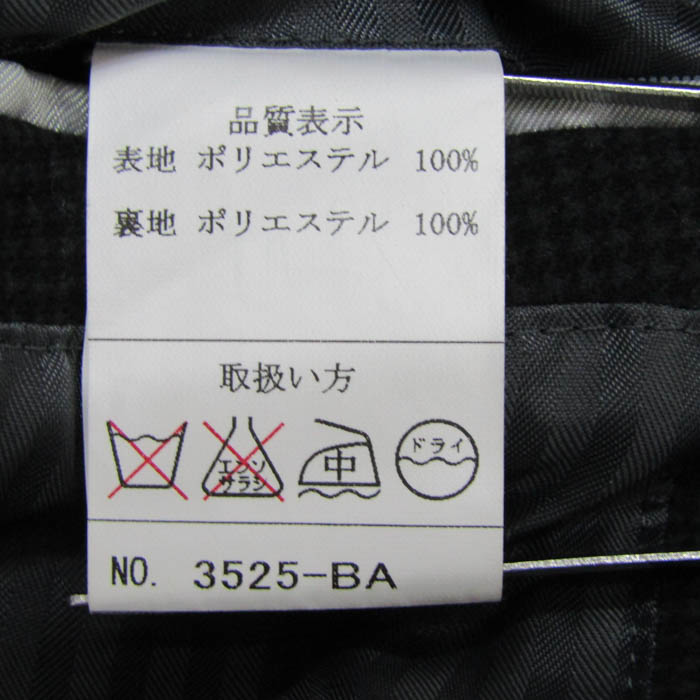 品質表示
表地 ポリエステル 100%
裏地 ポリエステル 100%
取扱い方
エンソ
サラシ
中
ドライ
NO. 3525-BA